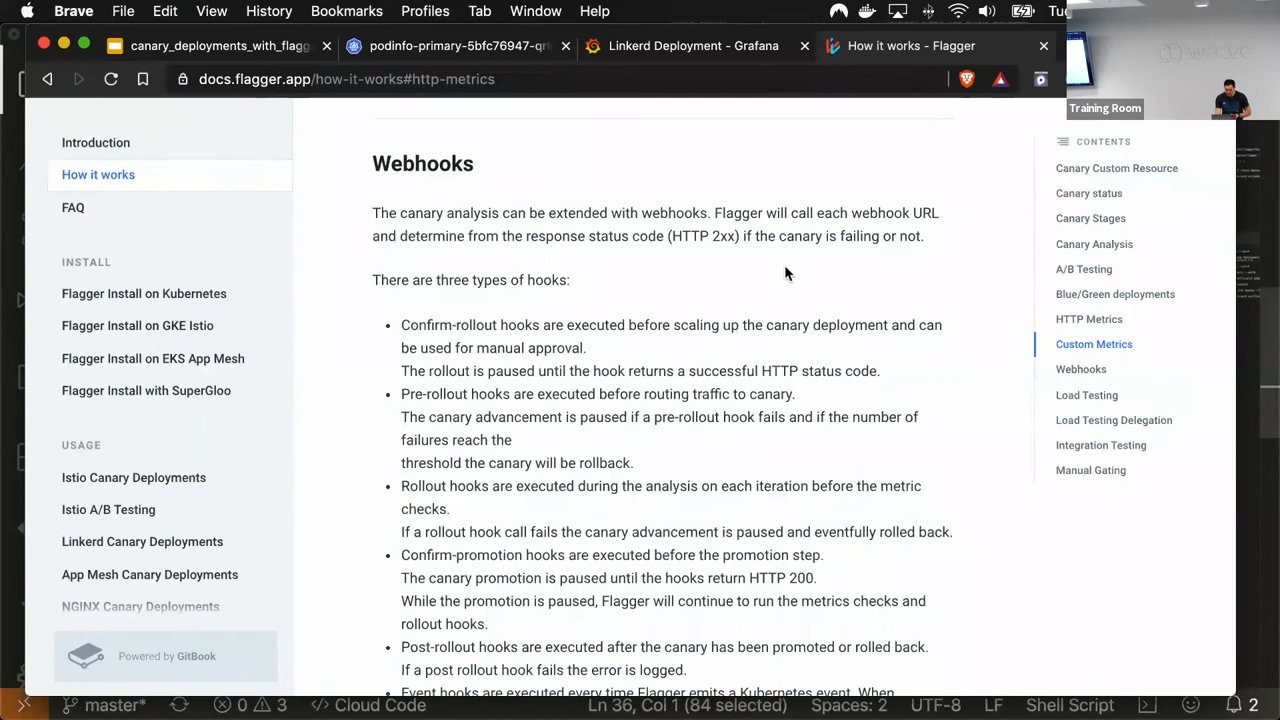 Brave File Edit View History Bookmarks Profiles Tab Window Help Tu
canary_deployments_with_flagge
How it works - Flagger
docs.flagger.app/how-it-works#http-metrics
Training Room
weave
Introduction
How it works
FAQ
INSTALL
Flagger Install on Kubernetes
Flagger Install on GKE Istio
Flagger Install on EKS App Mesh
Flagger Install with SuperGloo
USAGE
Istio Canary Deployments
Istio A/B Testing
Linkerd Canary Deployments
App Mesh Canary Deployments
NGINX Canary Deployments
Powered by GitBook
Webhooks
The canary analysis can be extended with webhooks. Flagger will call each webhook URL
and determine from the response status code (HTTP 2xx) if the canary is failing or not.
There are three types of hooks:
• Confirm-rollout hooks are executed before scaling up the canary deployment and can
be used for manual approval.
The rollout is paused until the hook returns a successful HTTP status code.
• Pre-rollout hooks are executed before routing traffic to canary.
The canary advancement is paused if a pre-rollout hook fails and if the number of
failures reach the
threshold the canary will be rollback.
• Rollout hooks are executed during the analysis on each iteration before the metric
checks.
If a rollout hook call fails the canary advancement is paused and eventfully rolled back.
• Confirm-promotion hooks are executed before the promotion step.
The canary promotion is paused until the hooks return HTTP 200.
While the promotion is paused, Flagger will continue to run the metrics checks and
rollout hooks.
• Post-rollout hooks are executed after the canary has been promoted or rolled back.
If a post rollout hook fails the error is logged.
• Event hooks are executed every time Flagger emits a Kubernetes event. When
CONTENTS
Canary Custom Resource
Canary status
Canary Stages
Canary Analysis
A/B Testing
Blue/Green deployments
HTTP Metrics
Custom Metrics
Webhooks
Load Testing
Load Testing Delegation
Integration Testing
Manual Gating
master* 0 3 Cloud Code Ln 36, Col 1 (84 selected) Spaces: 2 UTF-8 LF Shell Script 2